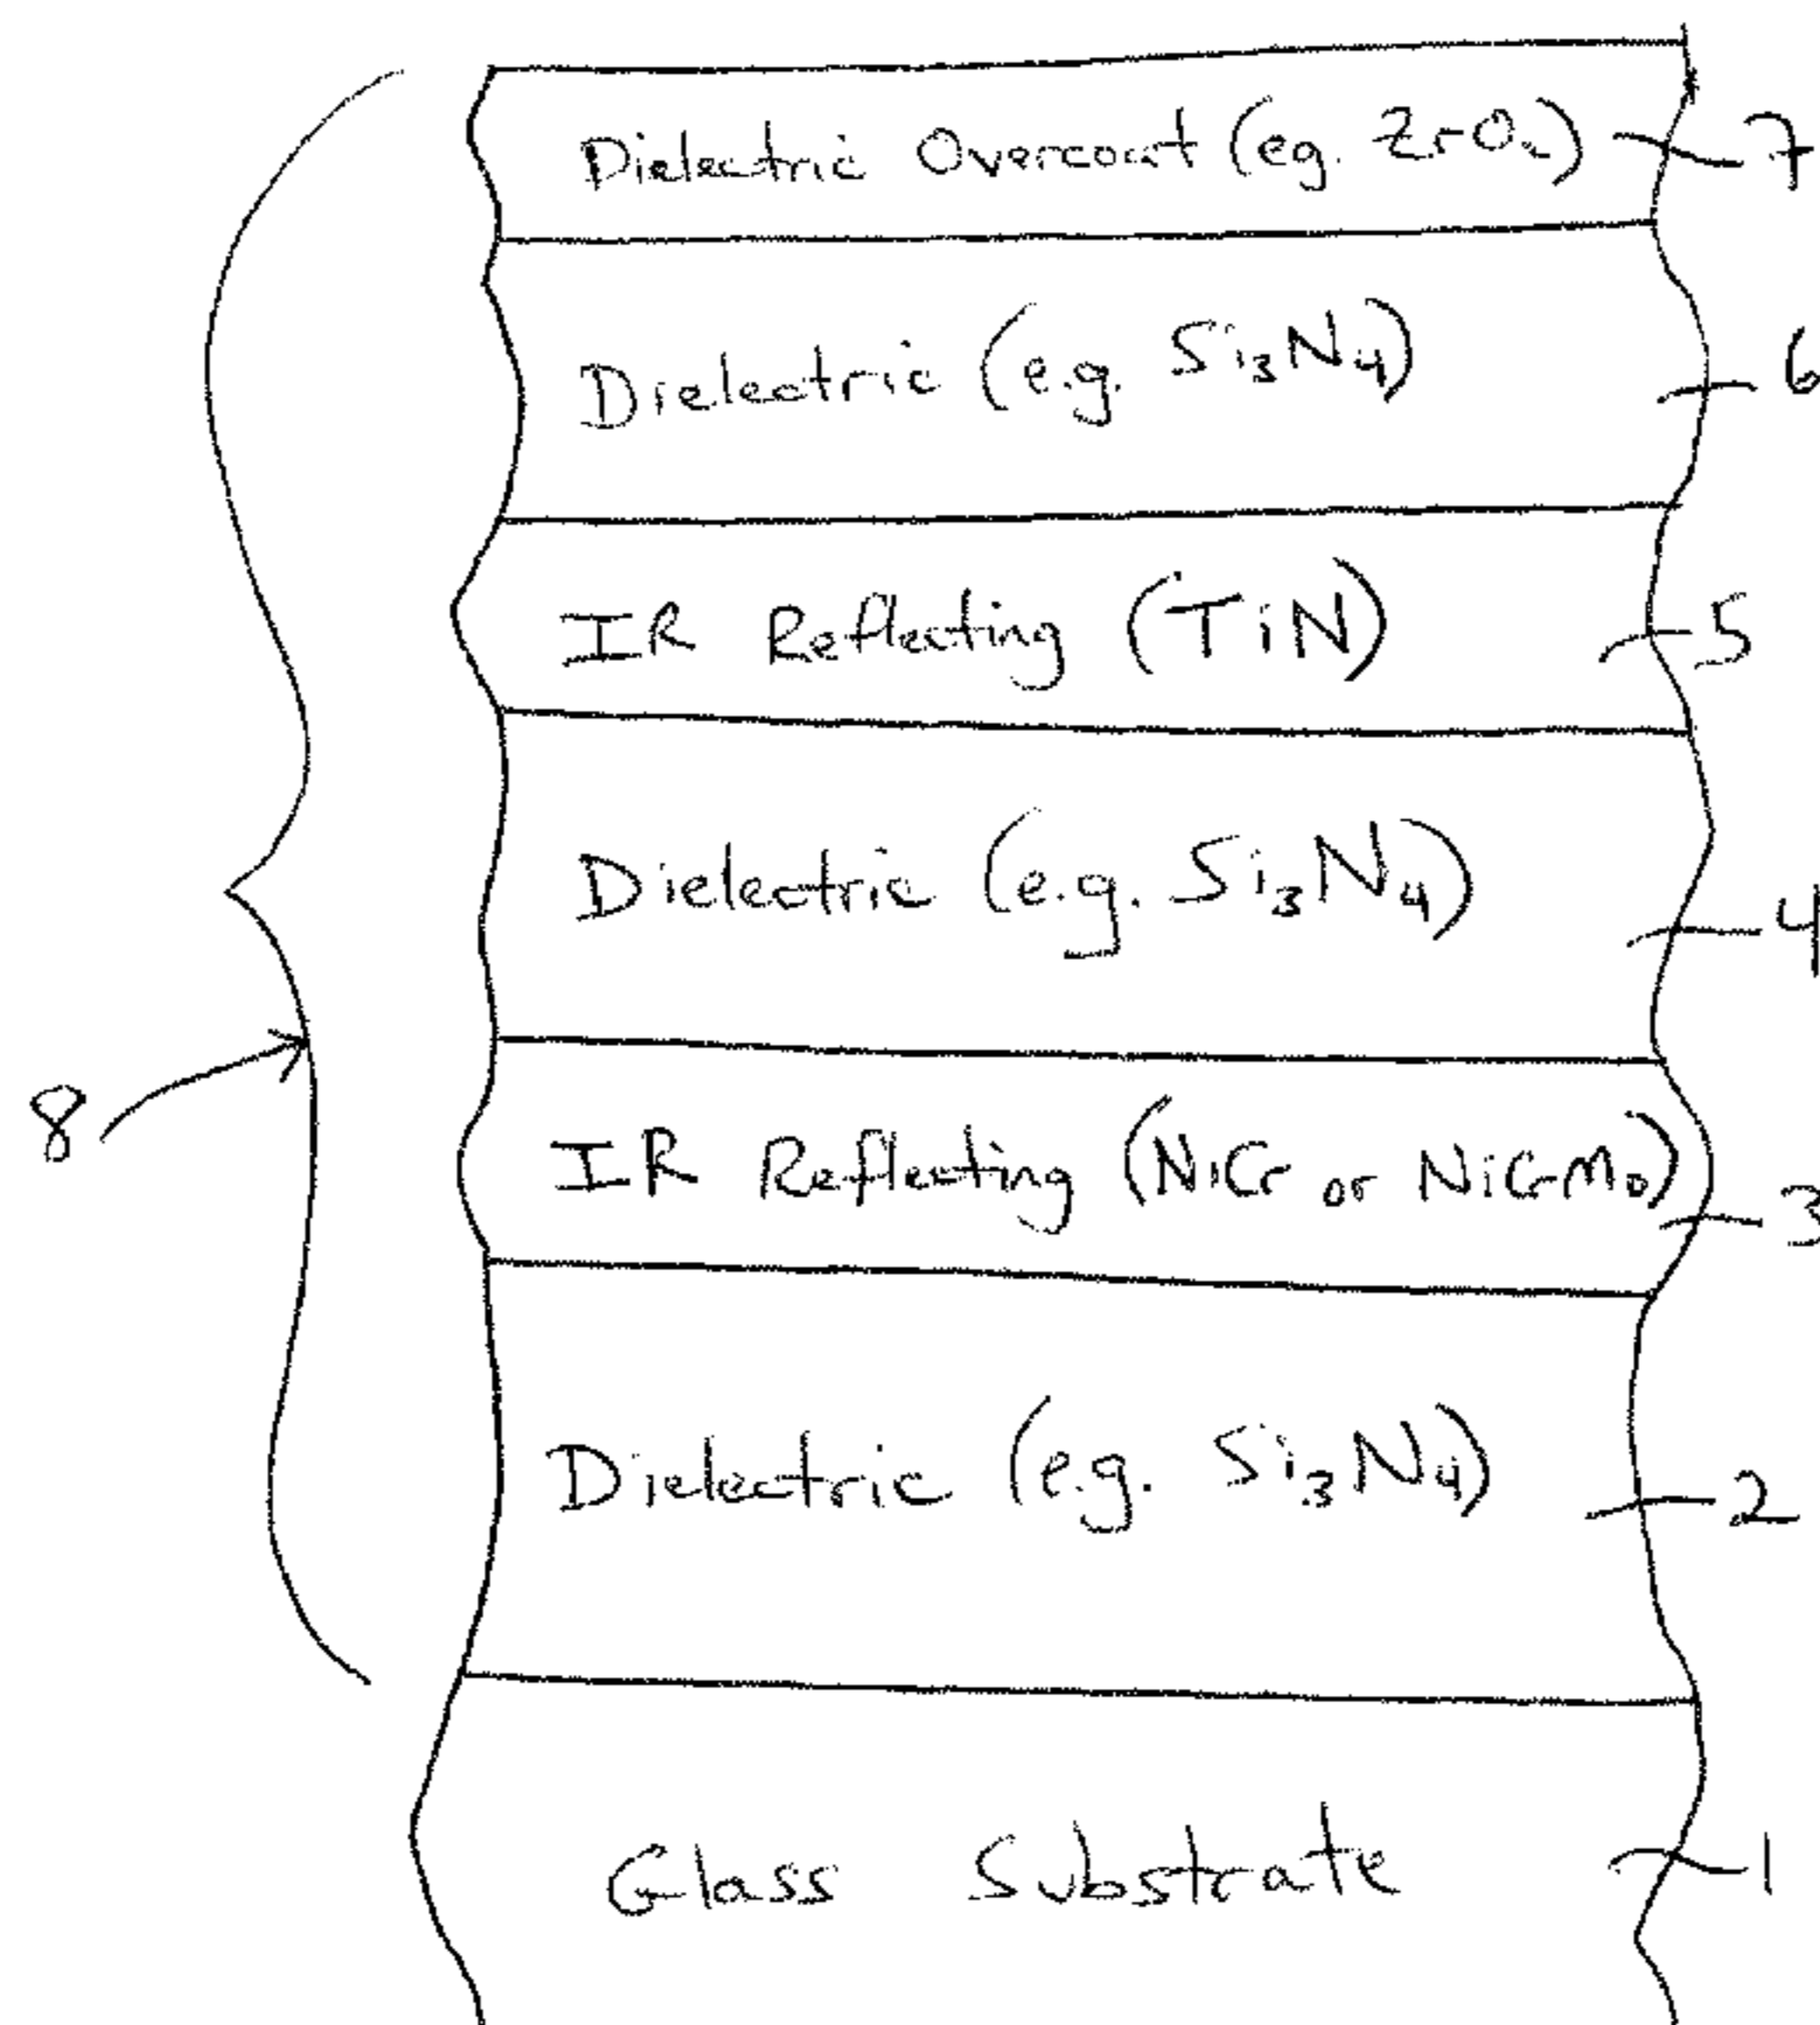 Dielectric Overcoat (eg. ZrO₂) 7
Dielectric (e.g. Si₃N₄) 6
IR Reflecting (TiN) 5
Dielectric (e.g. Si₃N₄) 4
IR Reflecting (NiCr or NiCrMo) 3
8
Dielectric (e.g. Si₃N₄) 2
Glass Substrate 1